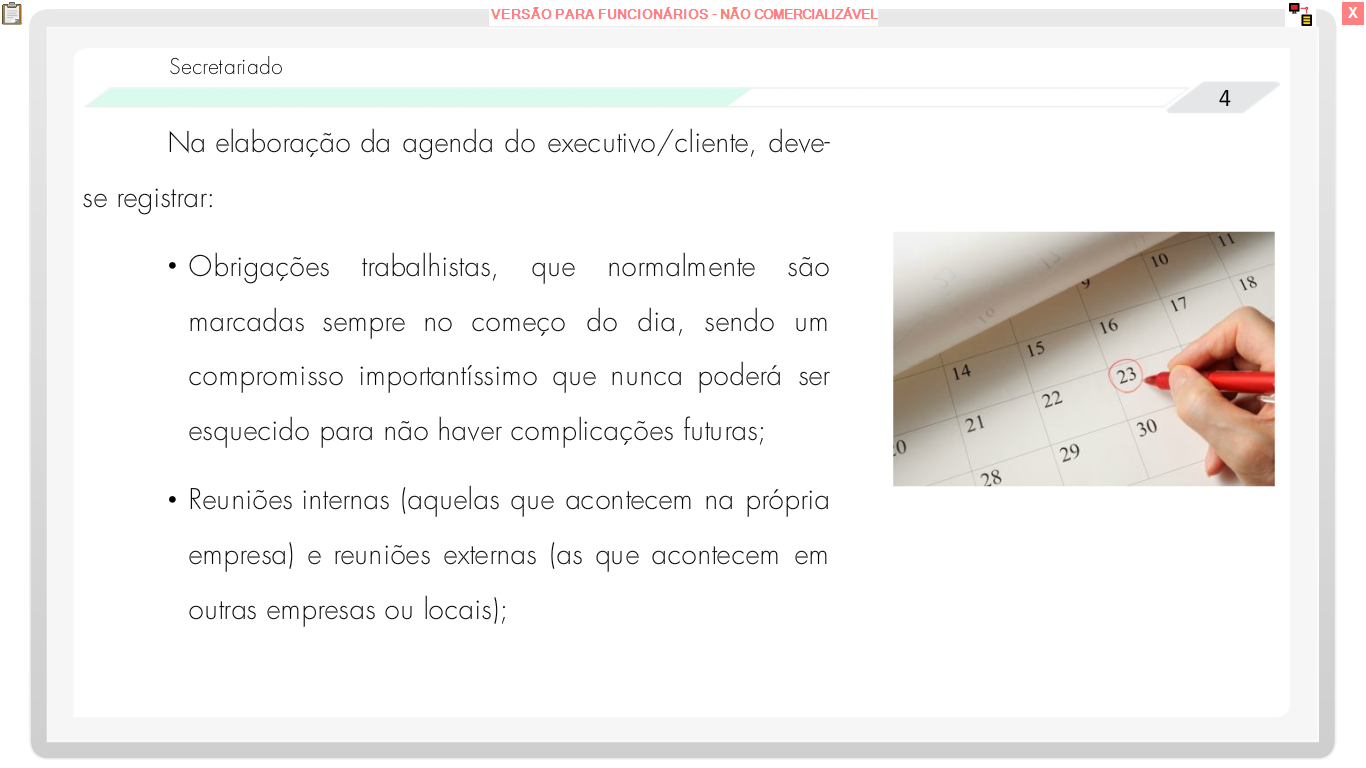 VERSÃO PARA FUNCIONÁRIOS - NÃO COMERCIALIZÁVEL
X
Secretariado
4
Na elaboração da agenda do executivo/cliente, deve-
se registrar:
• Obrigações trabalhistas, que normalmente são
marcadas sempre no começo do dia, sendo um
compromisso importantíssimo que nunca poderá ser
esquecido para não haver complicações futuras;
• Reuniões internas (aquelas que acontecem na própria
empresa) e reuniões externas (as que acontecem em
outras empresas ou locais);
9 10 11
14 15 16 17 18
21 22 23
28 29 30